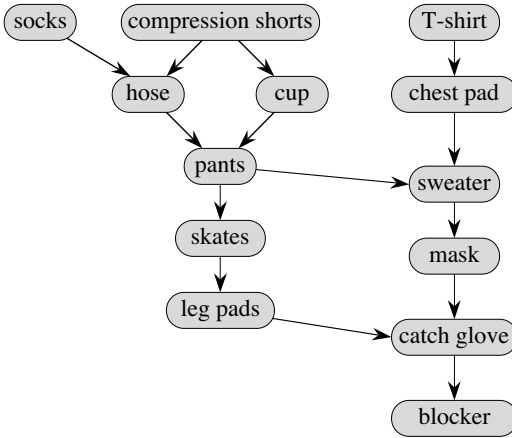 socks
compression shorts
T-shirt
hose
cup
chest pad
pants
sweater
skates
mask
leg pads
catch glove
blocker